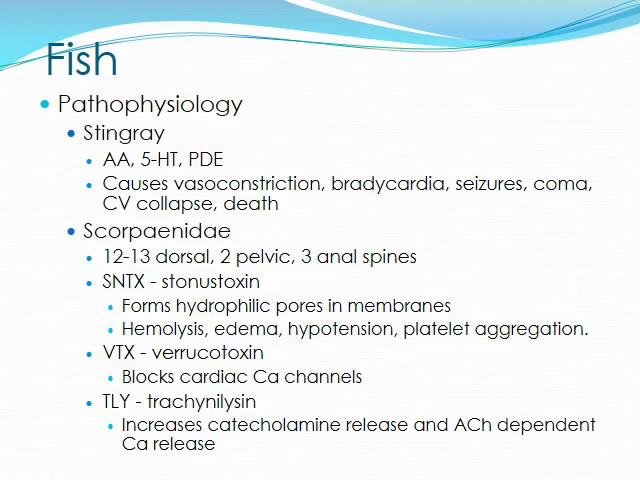 Fish
Pathophysiology
Stingray
AA, 5-HT, PDE
Causes vasoconstriction, bradycardia, seizures, coma,
CV collapse, death
Scorpaenidae
12-13 dorsal, 2 pelvic, 3 anal spines
SNTX - stonustoxin
Forms hydrophilic pores in membranes
Hemolysis, edema, hypotension, platelet aggregation.
VTX - verrucotoxin
Blocks cardiac Ca channels
TLY - trachynilysin
Increases catecholamine release and ACh dependent
Ca release